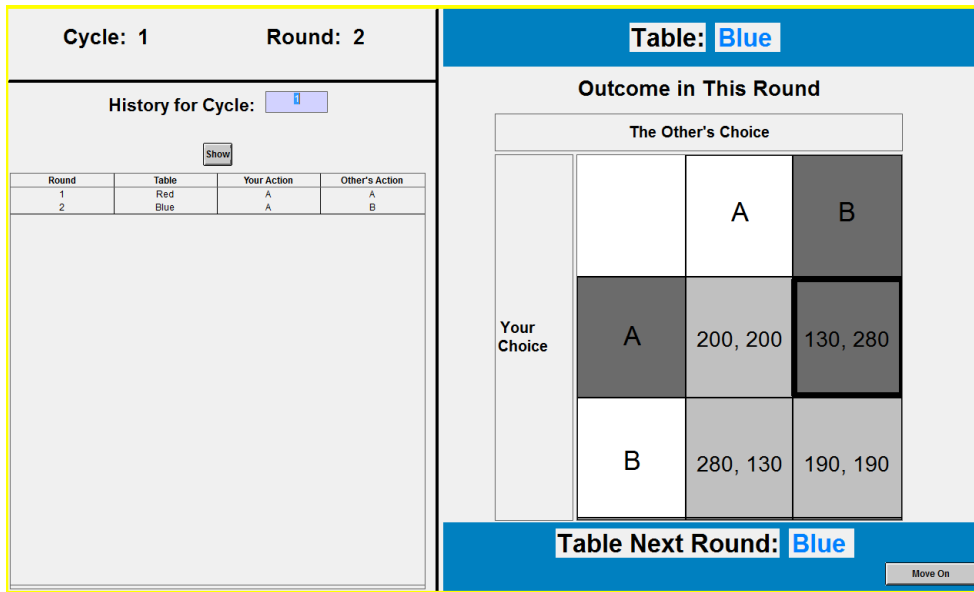 Cycle: 1 Round: 2
History for Cycle: 1
Show
Round Table Your Action Other's Action
1 Red A A
2 Blue A B
Table: Blue
Outcome in This Round
The Other's Choice
A B
Your
Choice
A 200, 200 130, 280
B 280, 130 190, 190
Table Next Round: Blue
Move On